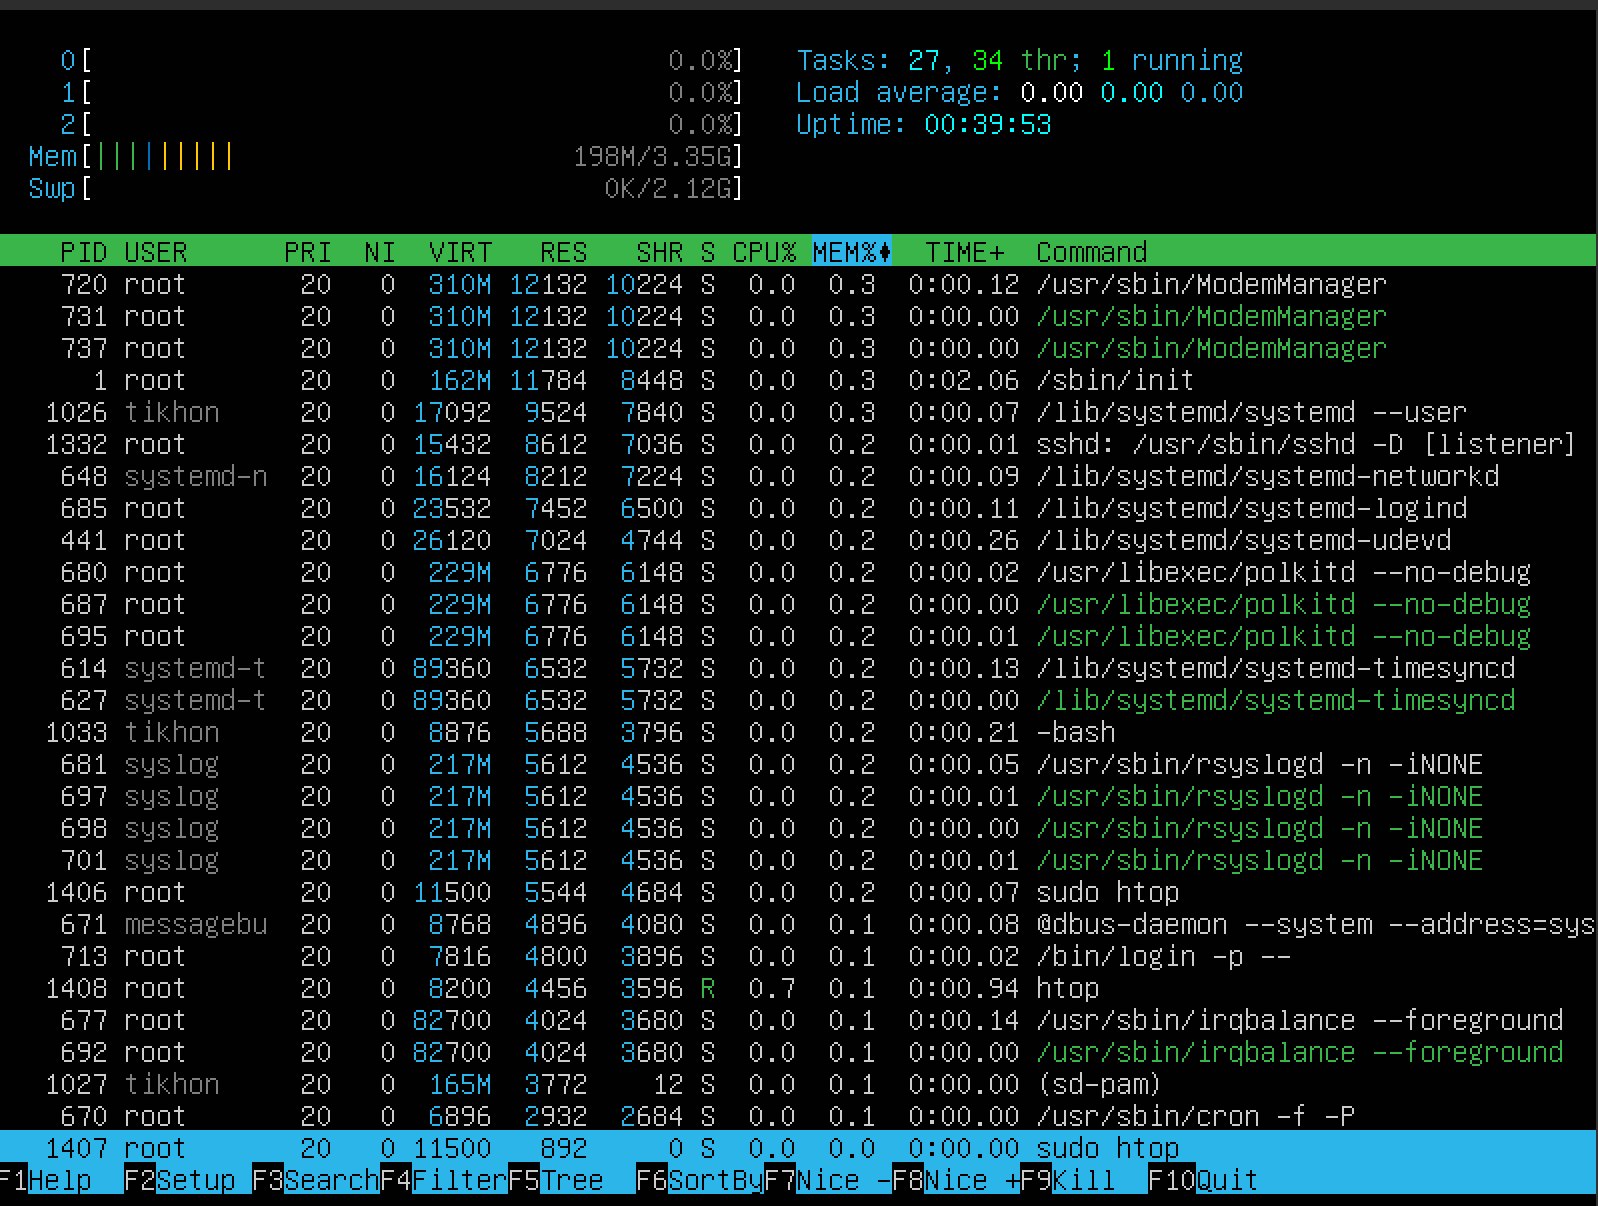 0[ 0.0%] Tasks: 27, 34 thr; 1 running
1[ 0.0%] Load average: 0.00 0.00 0.00
2[ 0.0%] Uptime: 00:39:53
Mem[||||||||| 198M/3.35G]
Swp[ 0K/2.12G]
PID USER PRI NI VIRT RES SHR S CPU% MEM% TIME+ Command
720 root 20 0 310M 12132 10224 S 0.0 0.3 0:00.12 /usr/sbin/ModemManager
731 root 20 0 310M 12132 10224 S 0.0 0.3 0:00.00 /usr/sbin/ModemManager
737 root 20 0 310M 12132 10224 S 0.0 0.3 0:00.00 /usr/sbin/ModemManager
1 root 20 0 162M 11784 8448 S 0.0 0.3 0:02.06 /sbin/init
1026 tikhon 20 0 17092 9524 7840 S 0.0 0.3 0:00.07 /lib/systemd/systemd --user
1332 root 20 0 15432 8612 7036 S 0.0 0.2 0:00.01 sshd: /usr/sbin/sshd -D [listener]
648 systemd-n 20 0 16124 8212 7224 S 0.0 0.2 0:00.09 /lib/systemd/systemd-networkd
685 root 20 0 23532 7452 6500 S 0.0 0.2 0:00.11 /lib/systemd/systemd-logind
441 root 20 0 26120 7024 4744 S 0.0 0.2 0:00.26 /lib/systemd/systemd-udevd
680 root 20 0 229M 6776 6148 S 0.0 0.2 0:00.02 /usr/libexec/polkitd --no-debug
687 root 20 0 229M 6776 6148 S 0.0 0.2 0:00.00 /usr/libexec/polkitd --no-debug
695 root 20 0 229M 6776 6148 S 0.0 0.2 0:00.01 /usr/libexec/polkitd --no-debug
614 systemd-t 20 0 89360 6532 5732 S 0.0 0.2 0:00.13 /lib/systemd/systemd-timesyncd
627 systemd-t 20 0 89360 6532 5732 S 0.0 0.2 0:00.00 /lib/systemd/systemd-timesyncd
1033 tikhon 20 0 8876 5688 3796 S 0.0 0.2 0:00.21 -bash
681 syslog 20 0 217M 5612 4536 S 0.0 0.2 0:00.05 /usr/sbin/rsyslogd -n -iNONE
697 syslog 20 0 217M 5612 4536 S 0.0 0.2 0:00.01 /usr/sbin/rsyslogd -n -iNONE
698 syslog 20 0 217M 5612 4536 S 0.0 0.2 0:00.00 /usr/sbin/rsyslogd -n -iNONE
701 syslog 20 0 217M 5612 4536 S 0.0 0.2 0:00.01 /usr/sbin/rsyslogd -n -iNONE
1406 root 20 0 11500 5544 4684 S 0.0 0.2 0:00.07 sudo htop
671 messagebu 20 0 8768 4896 4080 S 0.0 0.1 0:00.08 @dbus-daemon --system --address=sys
713 root 20 0 7816 4800 3896 S 0.0 0.1 0:00.02 /bin/login -p --
1408 root 20 0 8200 4456 3596 R 0.7 0.1 0:00.94 htop
677 root 20 0 82700 4024 3680 S 0.0 0.1 0:00.14 /usr/sbin/irqbalance --foreground
692 root 20 0 82700 4024 3680 S 0.0 0.1 0:00.00 /usr/sbin/irqbalance --foreground
1027 tikhon 20 0 165M 3772 12 S 0.0 0.1 0:00.00 (sd-pam)
670 root 20 0 6896 2932 2684 S 0.0 0.1 0:00.00 /usr/sbin/cron -f -P
1407 root 20 0 11500 892 0 S 0.0 0.0 0:00.00 sudo htop
F1Help F2Setup F3SearchF4FilterF5Tree F6SortByF7Nice -F8Nice +F9Kill F10Quit